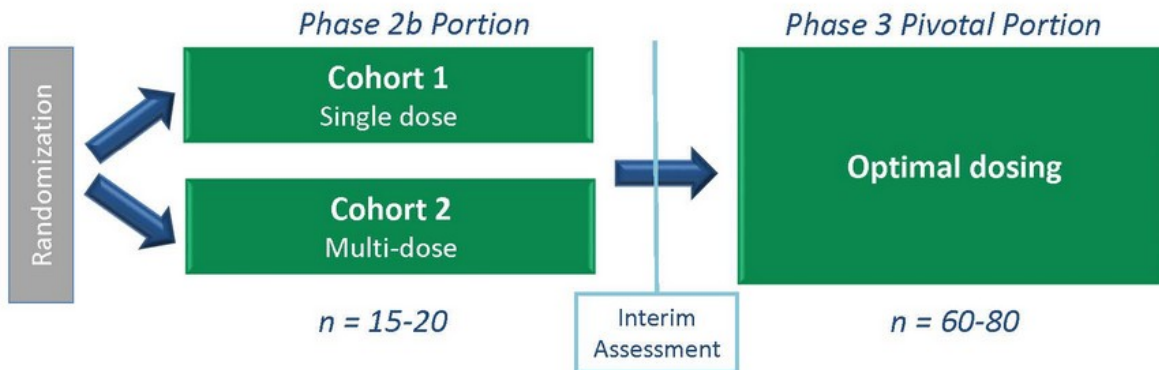 Phase 2b Portion
Phase 3 Pivotal Portion
Randomization
Cohort 1
Single dose
Cohort 2
Multi-dose
Optimal dosing
n = 15-20
Interim
Assessment
n = 60-80